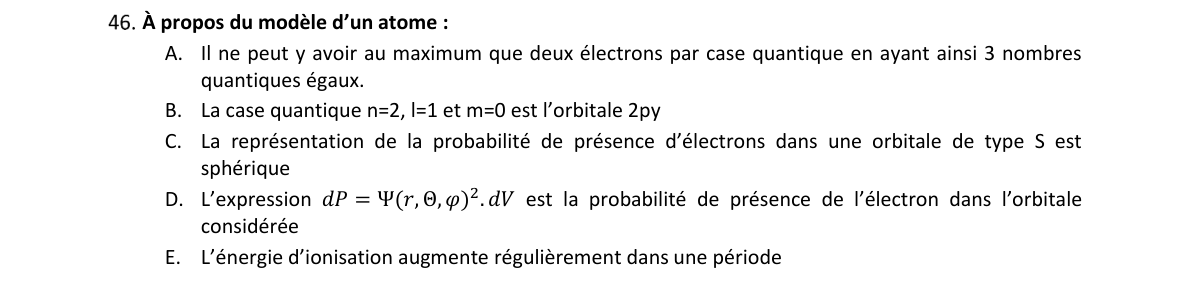 46. À propos du modèle d’un atome :
A. Il ne peut y avoir au maximum que deux électrons par case quantique en ayant ainsi 3 nombres
quantiques égaux.
B. La case quantique n=2, l=1 et m=0 est l’orbitale 2py
C. La représentation de la probabilité de présence d’électrons dans une orbitale de type S est
sphérique
D. L’expression 𝑑𝑃 = Ψ(𝑟, Θ, 𝜑)². 𝑑𝑉 est la probabilité de présence de l’électron dans l’orbitale
considérée
E. L’énergie d’ionisation augmente régulièrement dans une période